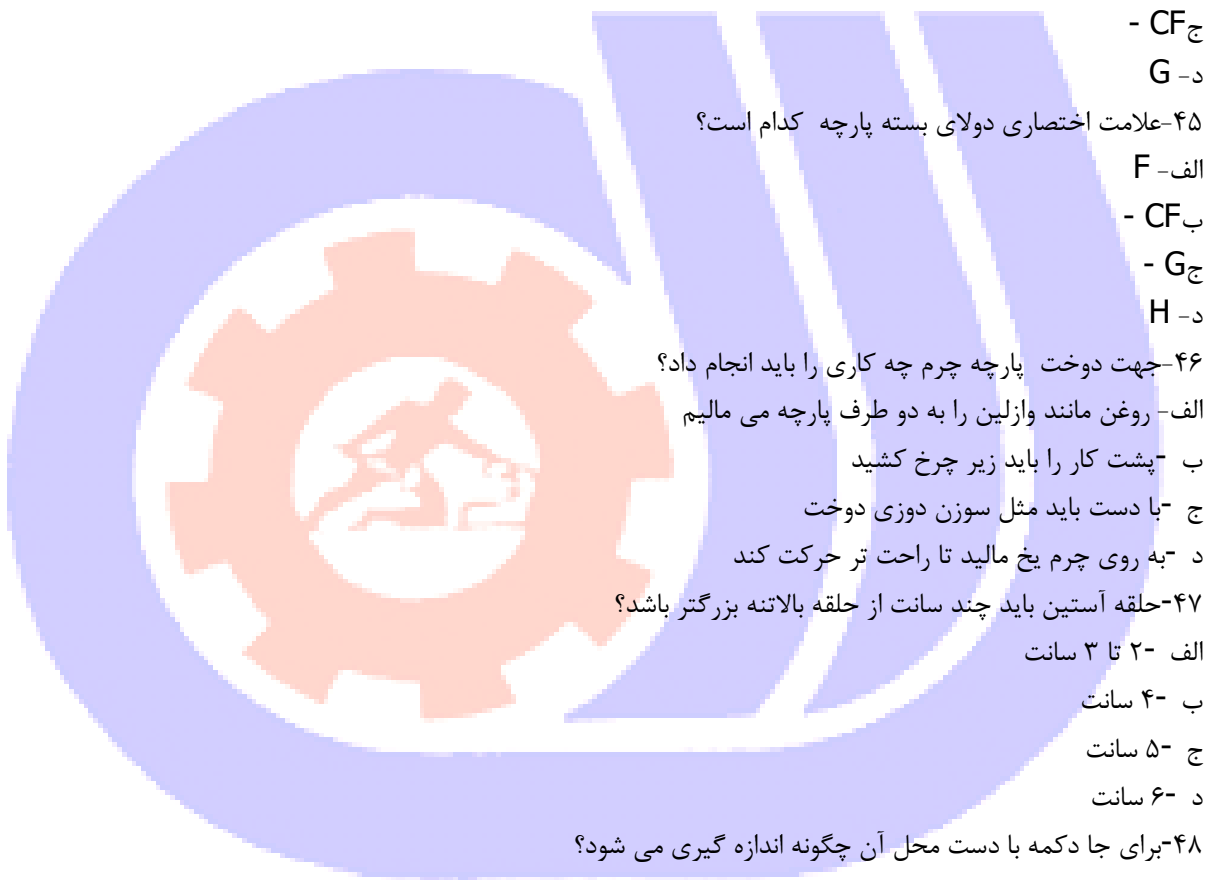 ج- CF
د- G
۴۵-علامت اختصاری دولای بسته پارچه کدام است؟
الف- F
ب- CF
ج- G
د- H
۴۶-جهت دوخت پارچه چرم چه کاری را باید انجام داد؟
الف- روغن مانند وازلین را به دو طرف پارچه می مالیم
ب -پشت کار را باید زیر چرخ کشید
ج -با دست باید مثل سوزن دوزی دوخت
د -به روی چرم یخ مالید تا راحت تر حرکت کند
۴۷-حلقه آستین باید چند سانت از حلقه بالاتنه بزرگتر باشد؟
الف -۲ تا ۳ سانت
ب -۴ سانت
ج -۵ سانت
د -۶ سانت
۴۸-برای جا دکمه با دست محل آن چگونه اندازه گیری می شود؟